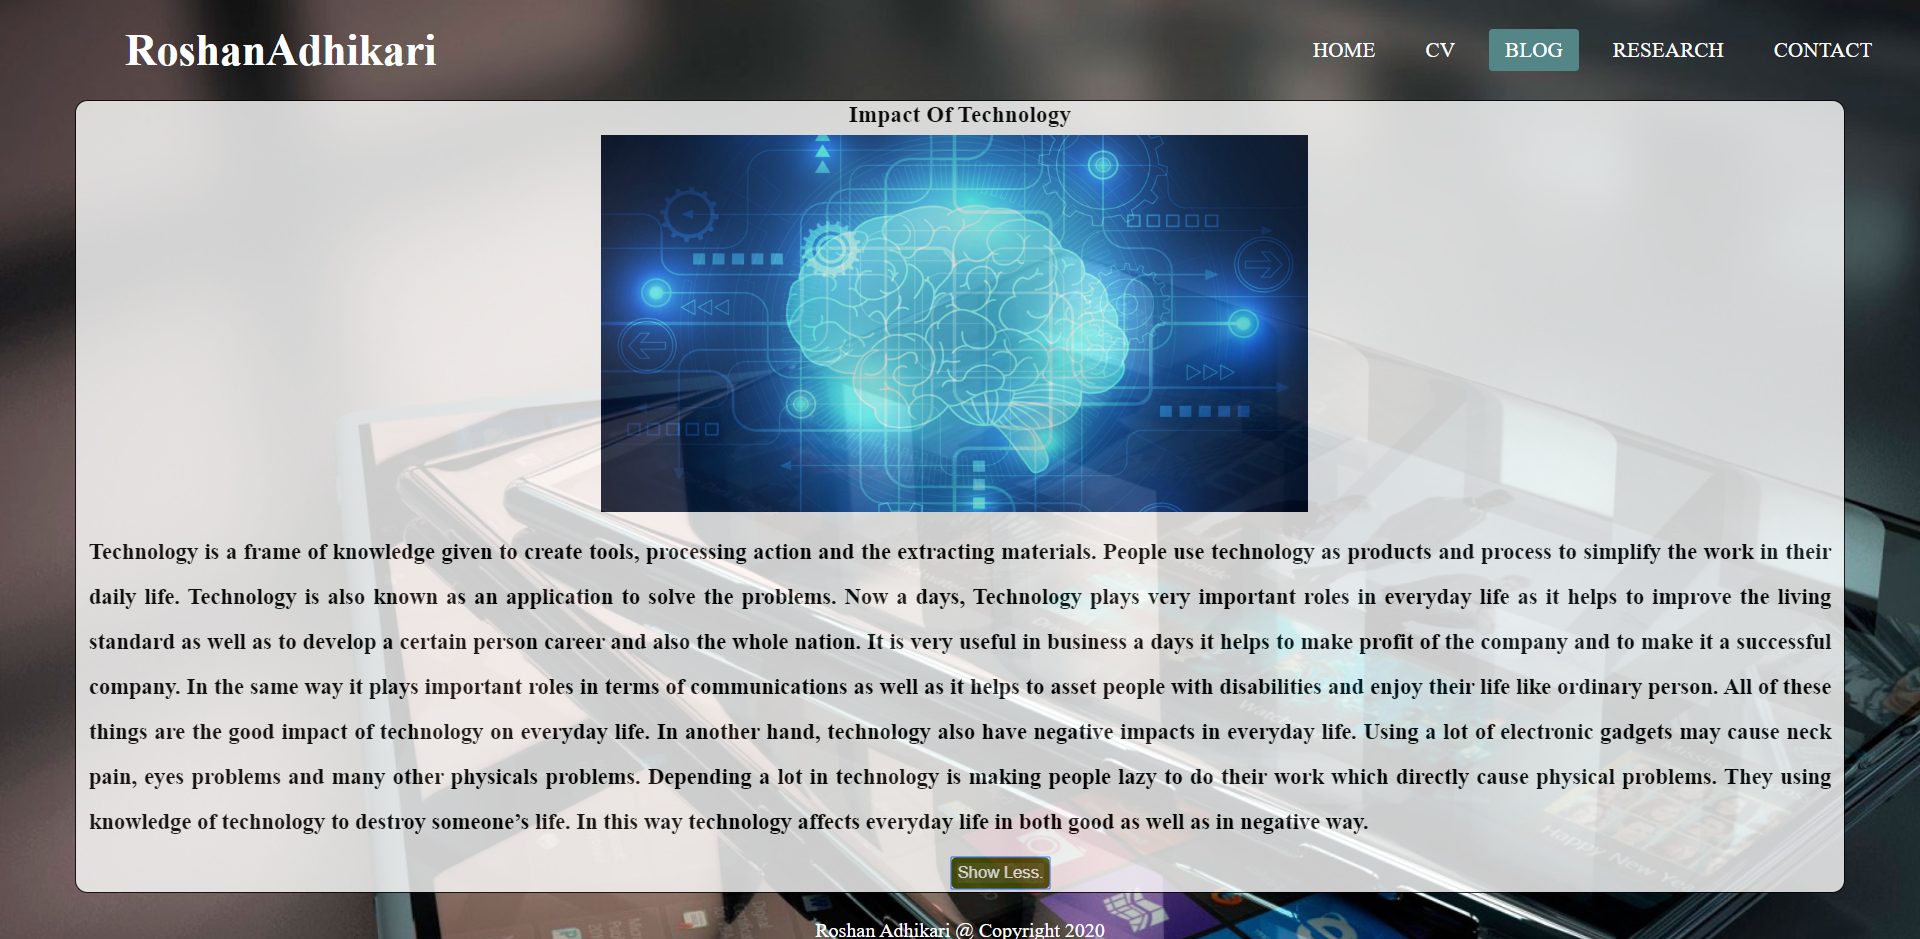 RoshanAdhikari
HOME CV BLOG RESEARCH CONTACT
Impact Of Technology
Technology is a frame of knowledge given to create tools, processing action and the extracting materials. People use technology as products and process to simplify the work in their
daily life. Technology is also known as an application to solve the problems. Now a days, Technology plays very important roles in everyday life as it helps to improve the living
standard as well as to develop a certain person career and also the whole nation. It is very useful in business a days it helps to make profit of the company and to make it a successful
company. In the same way it plays important roles in terms of communications as well as it helps to asset people with disabilities and enjoy their life like ordinary person. All of these
things are the good impact of technology on everyday life. In another hand, technology also have negative impacts in everyday life. Using a lot of electronic gadgets may cause neck
pain, eyes problems and many other physicals problems. Depending a lot in technology is making people lazy to do their work which directly cause physical problems. They using
knowledge of technology to destroy someone’s life. In this way technology affects everyday life in both good as well as in negative way.
Happy New Year
Show Less.
Roshan Adhikari @ Copyright 2020